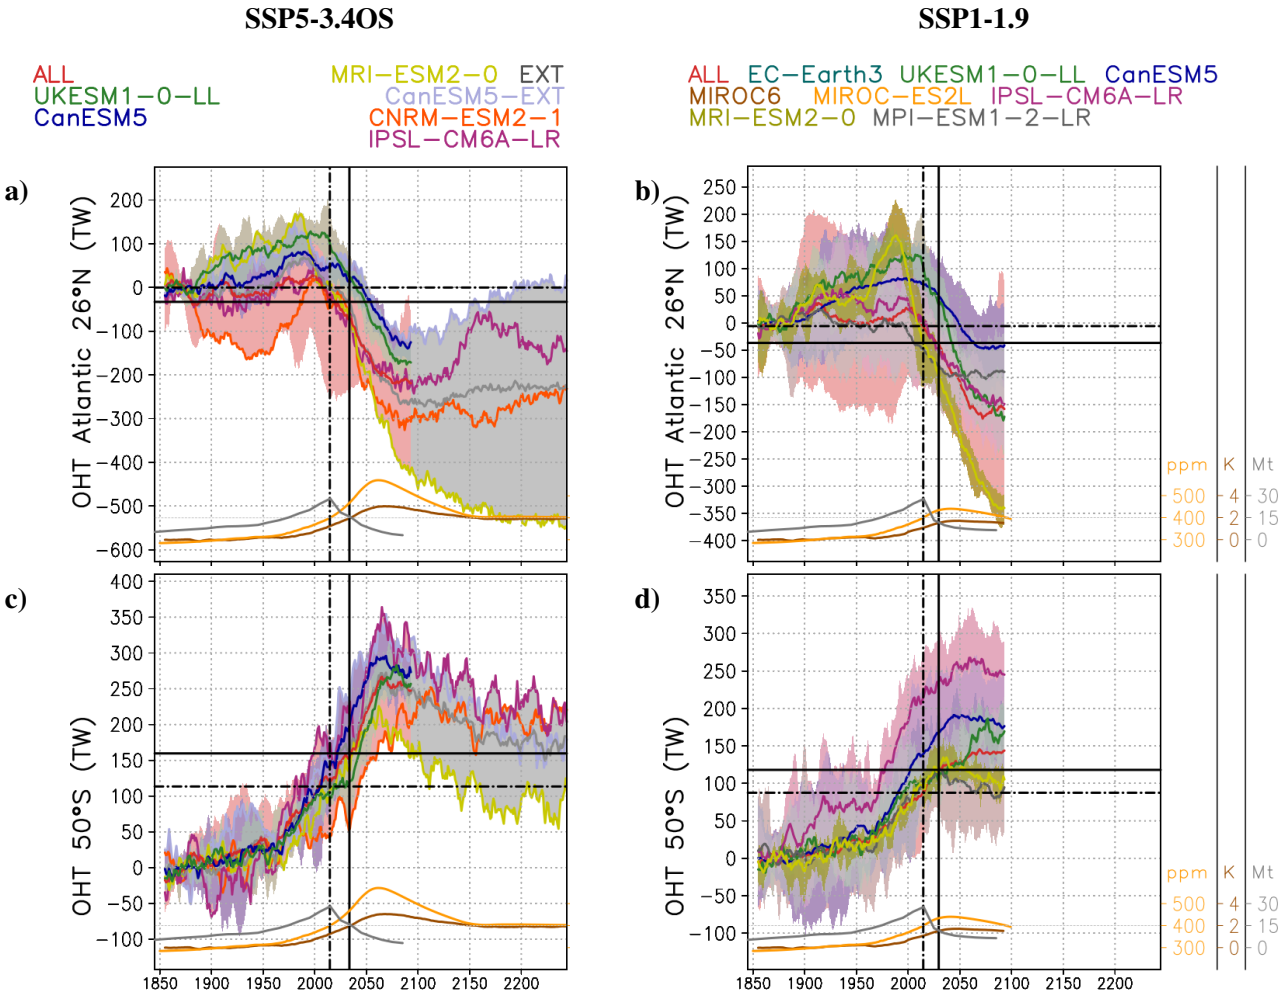 SSP5-3.4OS
SSP1-1.9
ALL MRI-ESM2-0 EXT
UKESM1-0-LL CanESM5-EXT
CanESM5 CNRM-ESM2-1
IPSL-CM6A-LR
ALL EC-Earth3 UKESM1-0-LL CanESM5
MIROC6 MIROC-ES2L IPSL-CM6A-LR
MRI-ESM2-0 MPI-ESM1-2-LR
a)
OHT Atlantic 26°N (TW)
200
100
0
-100
-200
-300
-400
-500
-600
b)
OHT Atlantic 26°N (TW)
250
200
150
100
50
0
-50
-100
-150
-200
-250
-300
-350
-400
ppm K Mt
500 4 30
400 2 15
300 0 0
c)
OHT 50°S (TW)
400
350
300
250
200
150
100
50
0
-50
-100
1850 1900 1950 2000 2050 2100 2150 2200
d)
OHT 50°S (TW)
350
300
250
200
150
100
50
0
-50
-100
1850 1900 1950 2000 2050 2100 2150 2200
ppm K Mt
500 4 30
400 2 15
300 0 0